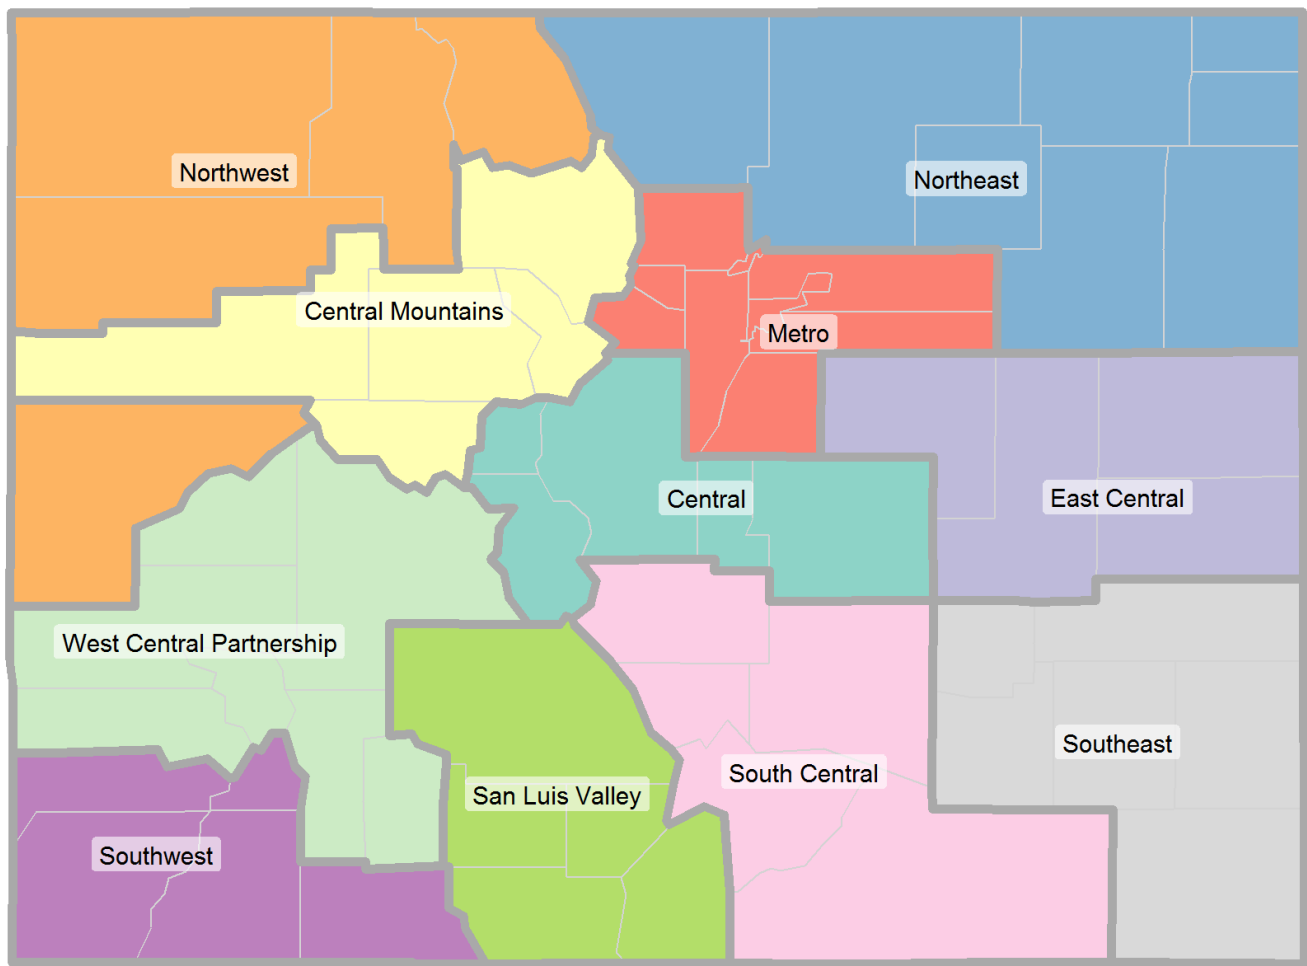 Northwest
Northeast
Central Mountains
Metro
Central
East Central
West Central Partnership
Southeast
South Central
San Luis Valley
Southwest